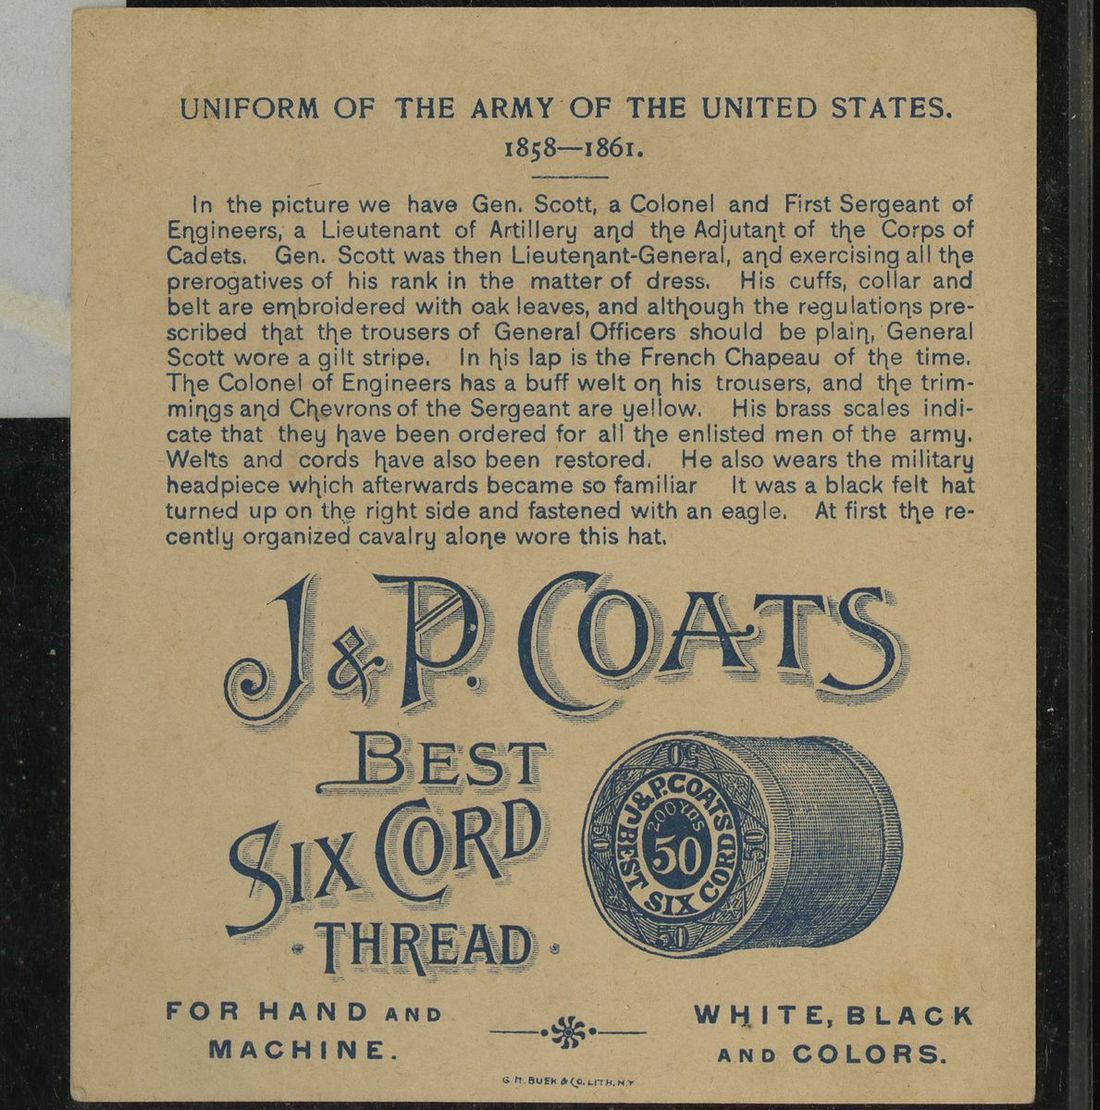 UNIFORM OF THE ARMY OF THE UNITED STATES.
1858—1861.
In the picture we have Gen. Scott, a Colonel and First Sergeant of
Engineers, a Lieutenant of Artillery and the Adjutant of the Corps of
Cadets. Gen. Scott was then Lieutenant-General, and exercising all the
prerogatives of his rank in the matter of dress. His cuffs, collar and
belt are embroidered with oak leaves, and although the regulations pre-
scribed that the trousers of General Officers should be plain, General
Scott wore a gilt stripe. In his lap is the French Chapeau of the time.
The Colonel of Engineers has a buff welt on his trousers, and the trim-
mings and Chevrons of the Sergeant are yellow. His brass scales indi-
cate that they have been ordered for all the enlisted men of the army.
Welts and cords have also been restored. He also wears the military
headpiece which afterwards became so familiar It was a black felt hat
turned up on the right side and fastened with an eagle. At first the re-
cently organized cavalry alone wore this hat.
J. & P. COATS
BEST
SIX CORD
THREAD
50
J. & P. COATS
200 YDS
50
50
50
BEST SIX CORD
50
FOR HAND AND
MACHINE.
WHITE, BLACK
AND COLORS.
G.H. BUEK & CO. LITH. N.Y